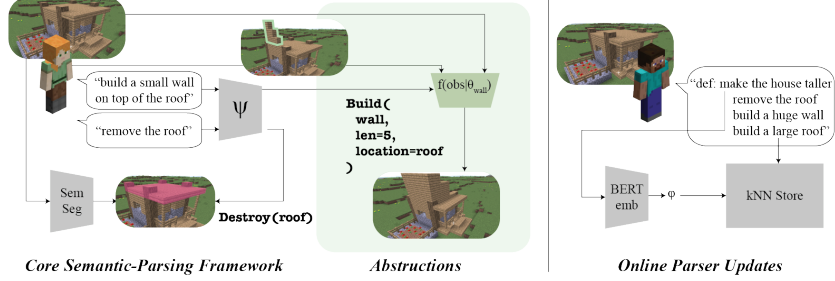 “build a small wall
on top of the roof”
“remove the roof”
ψ
Build(
wall,
len=5,
location=roof
)
f(obs|θwall)
Sem
Seg
Destroy(roof)
Core Semantic-Parsing Framework
Abstructions
“def: make the house taller
remove the roof
build a huge wall
build a large roof”
BERT
emb
φ
kNN Store
Online Parser Updates